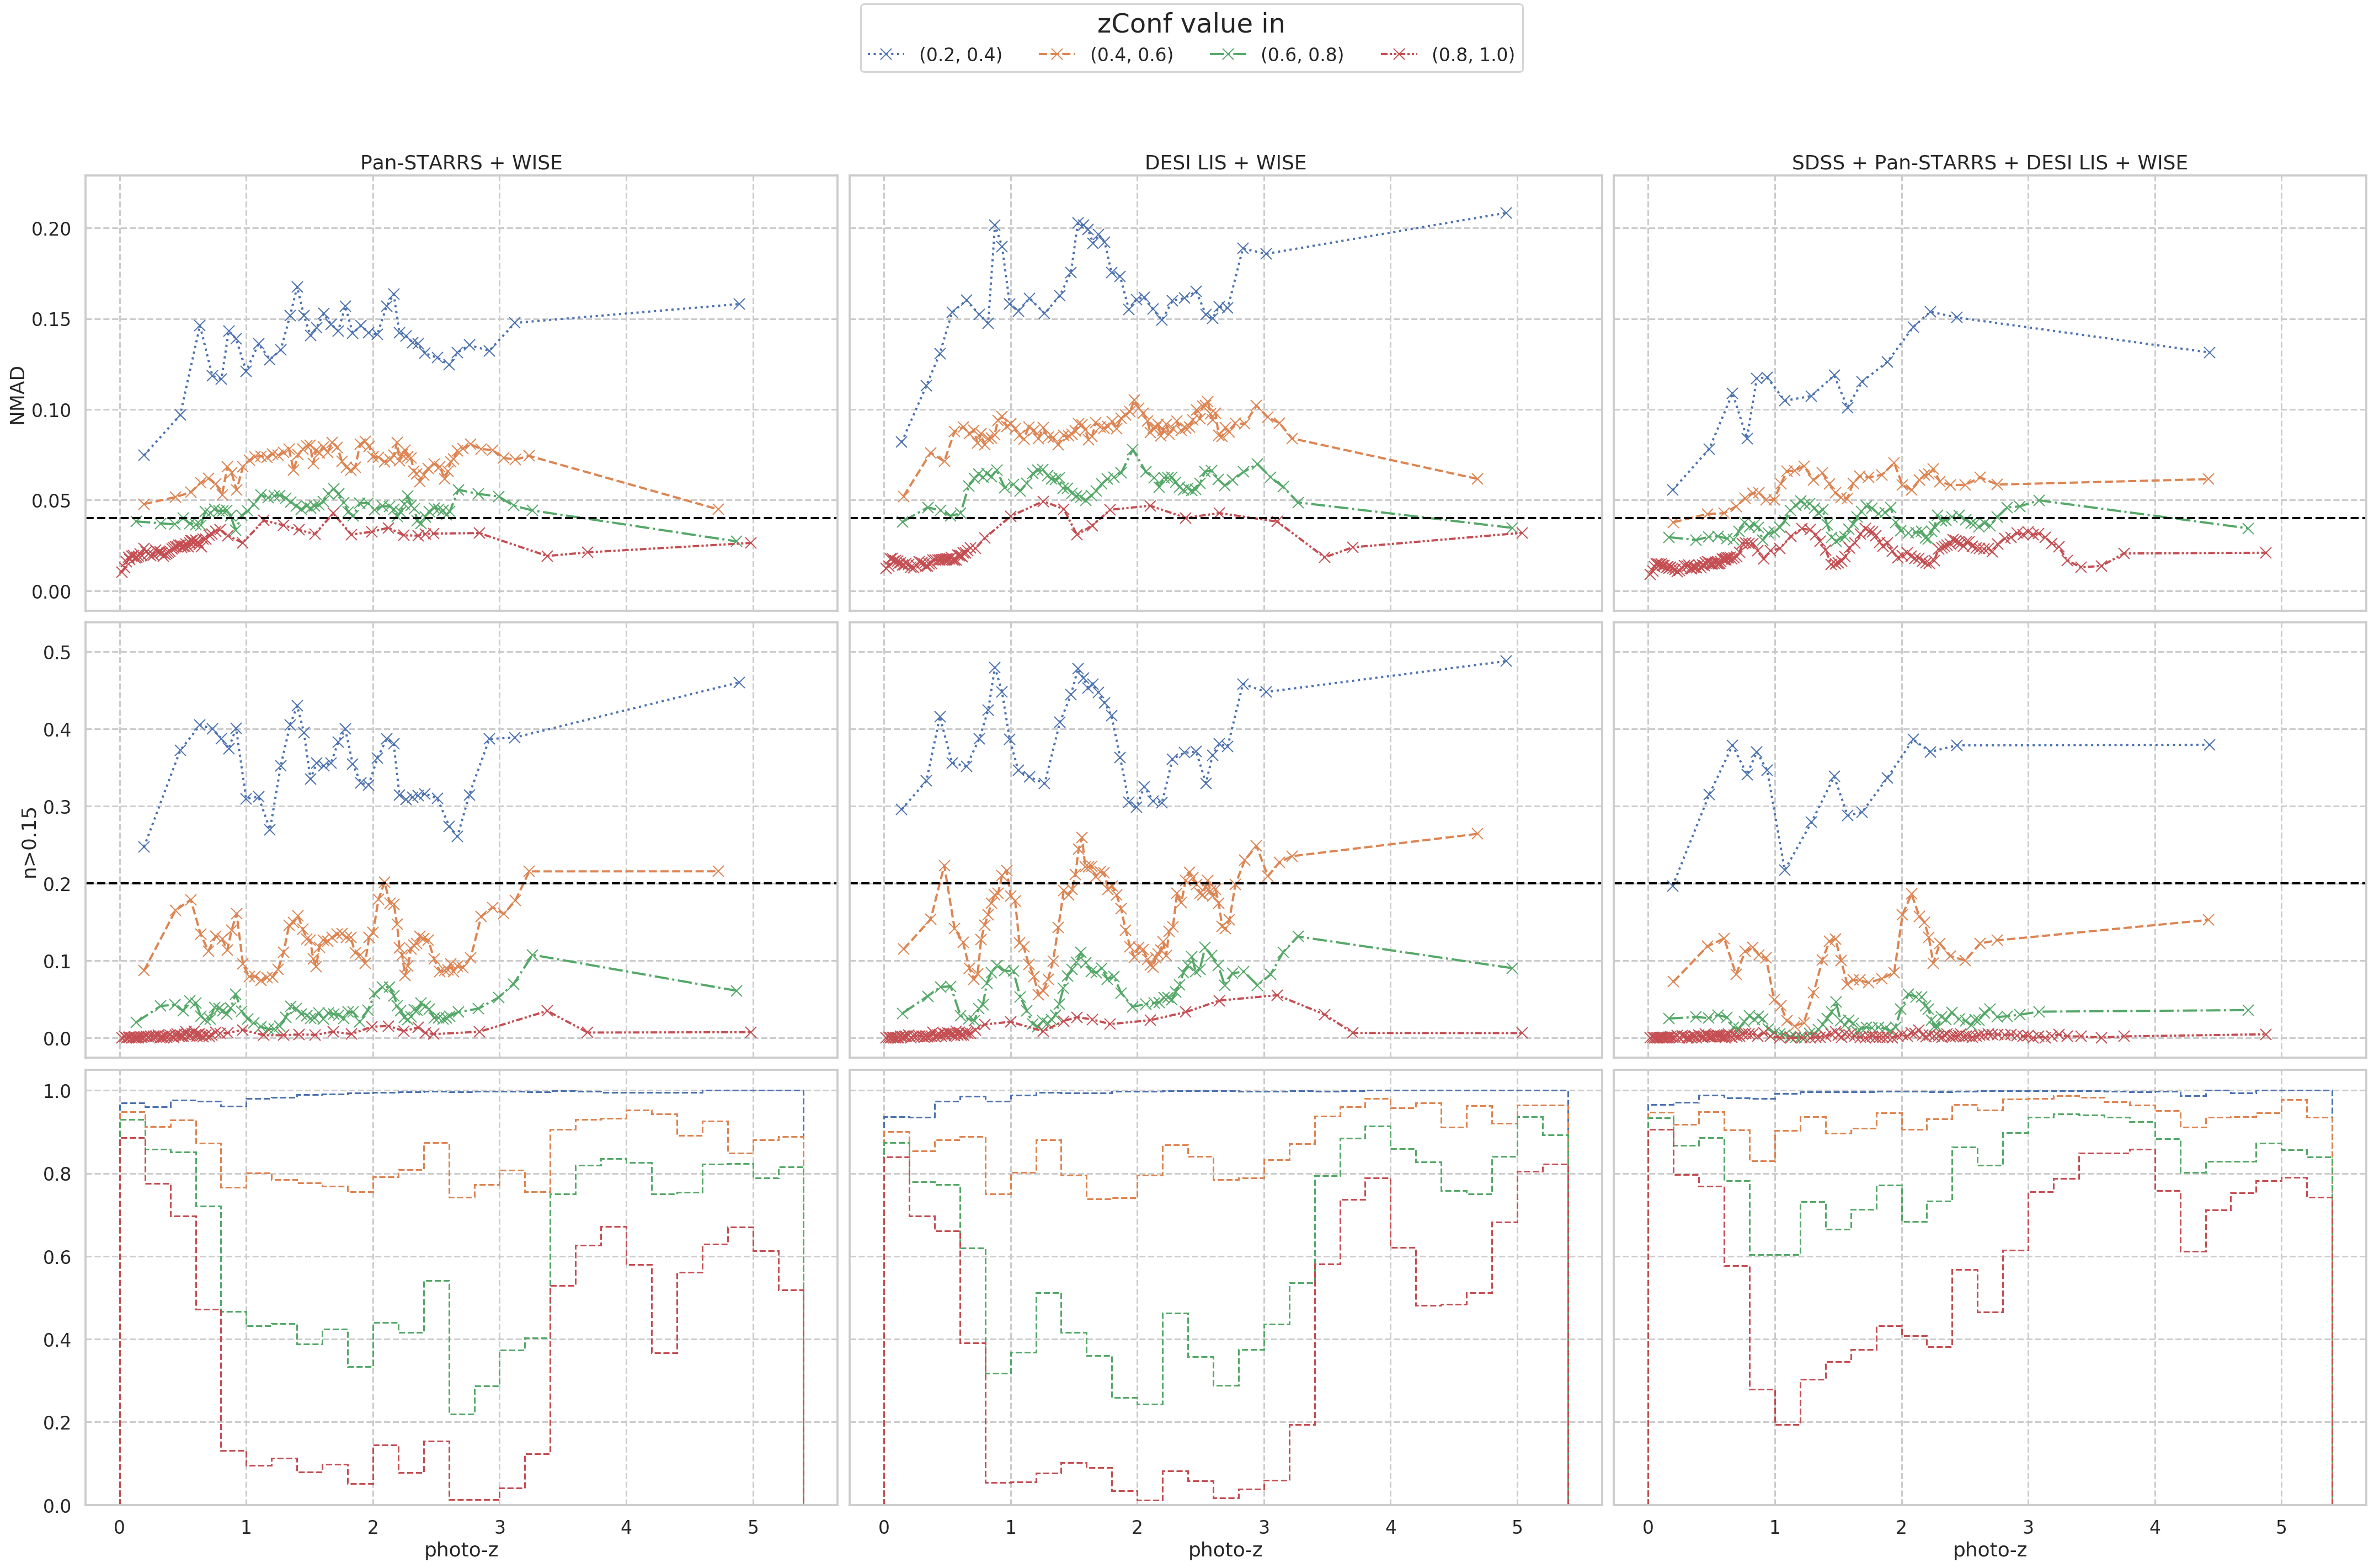 zConf value in
(0.2, 0.4) (0.4, 0.6) (0.6, 0.8) (0.8, 1.0)
Pan-STARRS + WISE
DESI LIS + WISE
SDSS + Pan-STARRS + DESI LIS + WISE
NMAD
0.20
0.15
0.10
0.05
0.00
n>0.15
0.5
0.4
0.3
0.2
0.1
0.0
1.0
0.8
0.6
0.4
0.2
0.0
0 1 2 3 4 5
0 1 2 3 4 5
0 1 2 3 4 5
photo-z
photo-z
photo-z